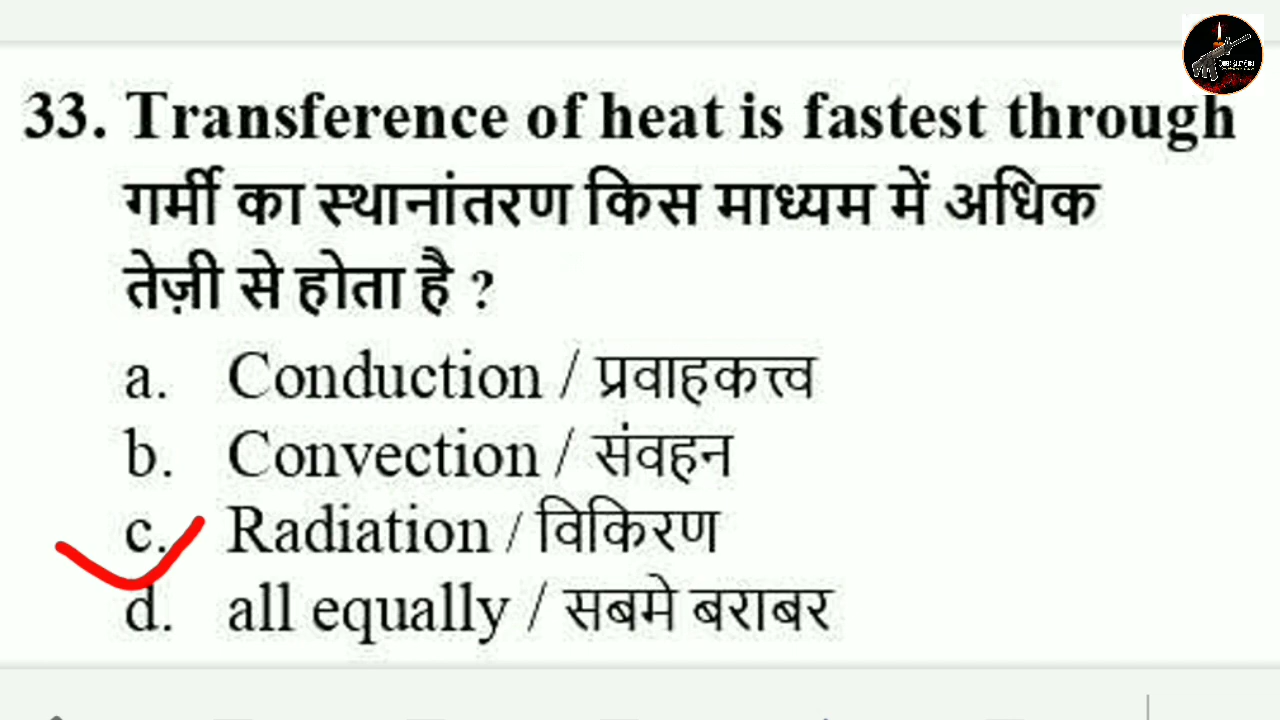 33. Transference of heat is fastest through
गर्मी का स्थानांतरण किस माध्यम में अधिक
तेज़ी से होता है ?
a. Conduction / प्रवाहकत्त्व
b. Convection / संवहन
c. Radiation / विकिरण
d. all equally / सबमे बराबर